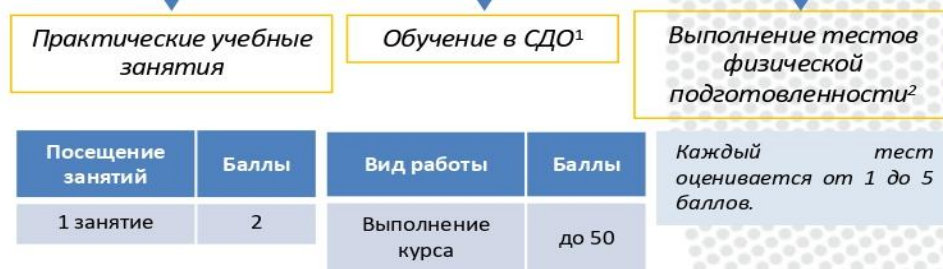 Практические учебные
занятия
Обучение в СДО¹
Выполнение тестов
физической
подготовленности²
Посещение
занятий
Баллы
1 занятие
2
Вид работы
Баллы
Выполнение
курса
до 50
Каждый тест
оценивается от 1 до 5
баллов.